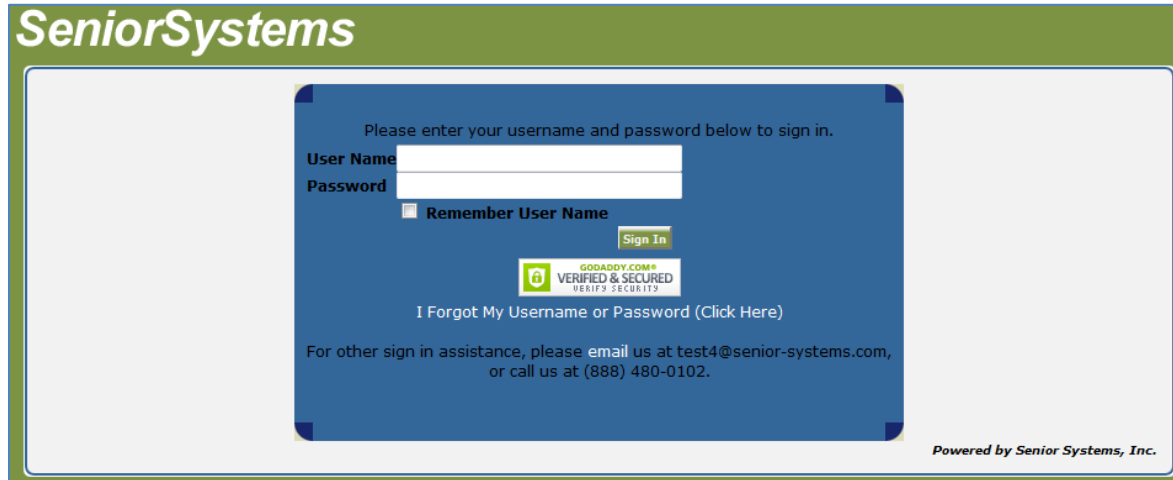 SeniorSystems
Please enter your username and password below to sign in.
User Name
Password
Remember User Name
Sign In
GODADDY.COM®
VERIFIED & SECURED
VERIFY SECURITY
I Forgot My Username or Password (Click Here)
For other sign in assistance, please email us at test4@senior-systems.com,
or call us at (888) 480-0102.
Powered by Senior Systems, Inc.